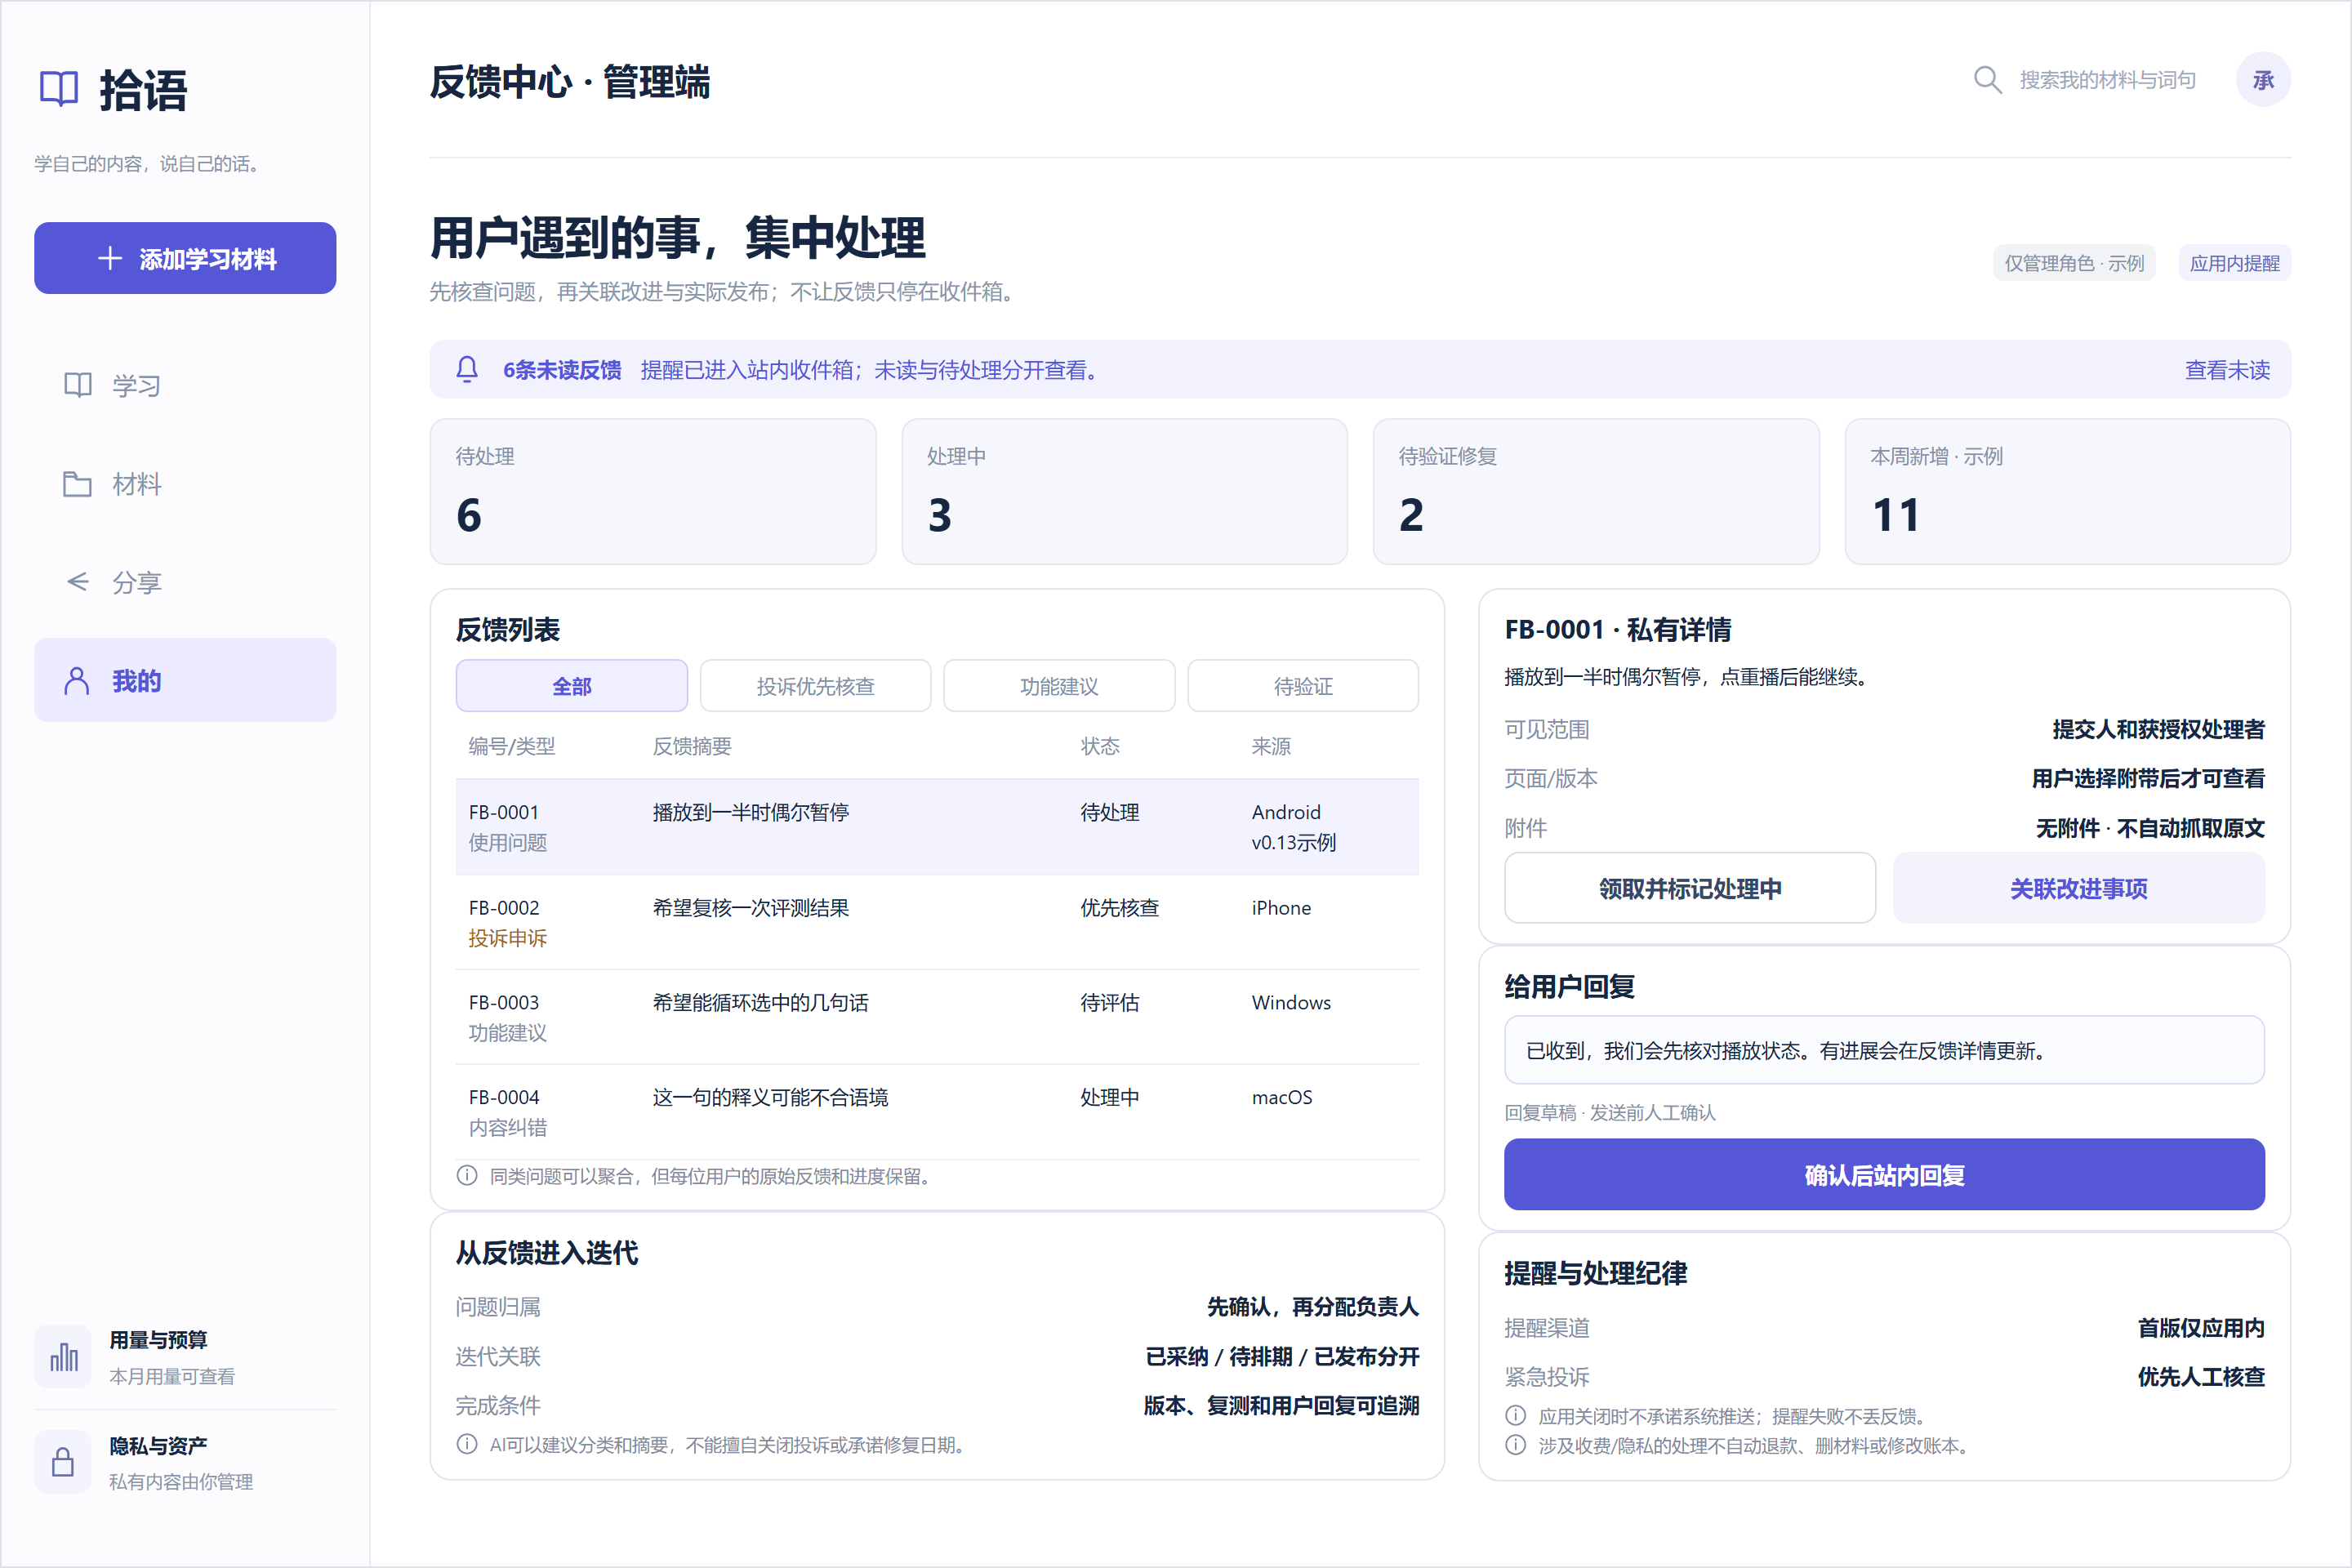 拾语
学自己的内容，说自己的话。
添加学习材料
学习
材料
分享
我的
用量与预算
本月用量可查看
隐私与资产
私有内容由你管理
反馈中心 · 管理端
搜索我的材料与词句
承
用户遇到的事，集中处理
先核查问题，再关联改进与实际发布；不让反馈只停在收件箱。
仅管理角色 · 示例
应用内提醒
6条未读反馈 提醒已进入站内收件箱；未读与待处理分开查看。
查看未读
待处理
6
处理中
3
待验证修复
2
本周新增 · 示例
11
反馈列表
全部 投诉优先核查 功能建议 待验证
编号/类型 反馈摘要 状态 来源
FB-0001 播放到一半时偶尔暂停 待处理 Android
使用问题 v0.13示例
FB-0002 希望复核一次评测结果 优先核查 iPhone
投诉申诉
FB-0003 希望能循环选中的几句话 待评估 Windows
功能建议
FB-0004 这一句的释义可能不合语境 处理中 macOS
内容纠错
同类问题可以聚合，但每位用户的原始反馈和进度保留。
从反馈进入迭代
问题归属 先确认，再分配负责人
迭代关联 已采纳 / 待排期 / 已发布分开
完成条件 版本、复测和用户回复可追溯
AI可以建议分类和摘要，不能擅自关闭投诉或承诺修复日期。
FB-0001 · 私有详情
播放到一半时偶尔暂停，点重播后能继续。
可见范围 提交人和获授权处理者
页面/版本 用户选择附带后才可查看
附件 无附件 · 不自动抓取原文
领取并标记处理中 关联改进事项
给用户回复
已收到，我们会先核对播放状态。有进展会在反馈详情更新。
回复草稿 · 发送前人工确认
确认后站内回复
提醒与处理纪律
提醒渠道 首版仅应用内
紧急投诉 优先人工核查
应用关闭时不承诺系统推送；提醒失败不丢反馈。
涉及收费/隐私的处理不自动退款、删材料或修改账本。